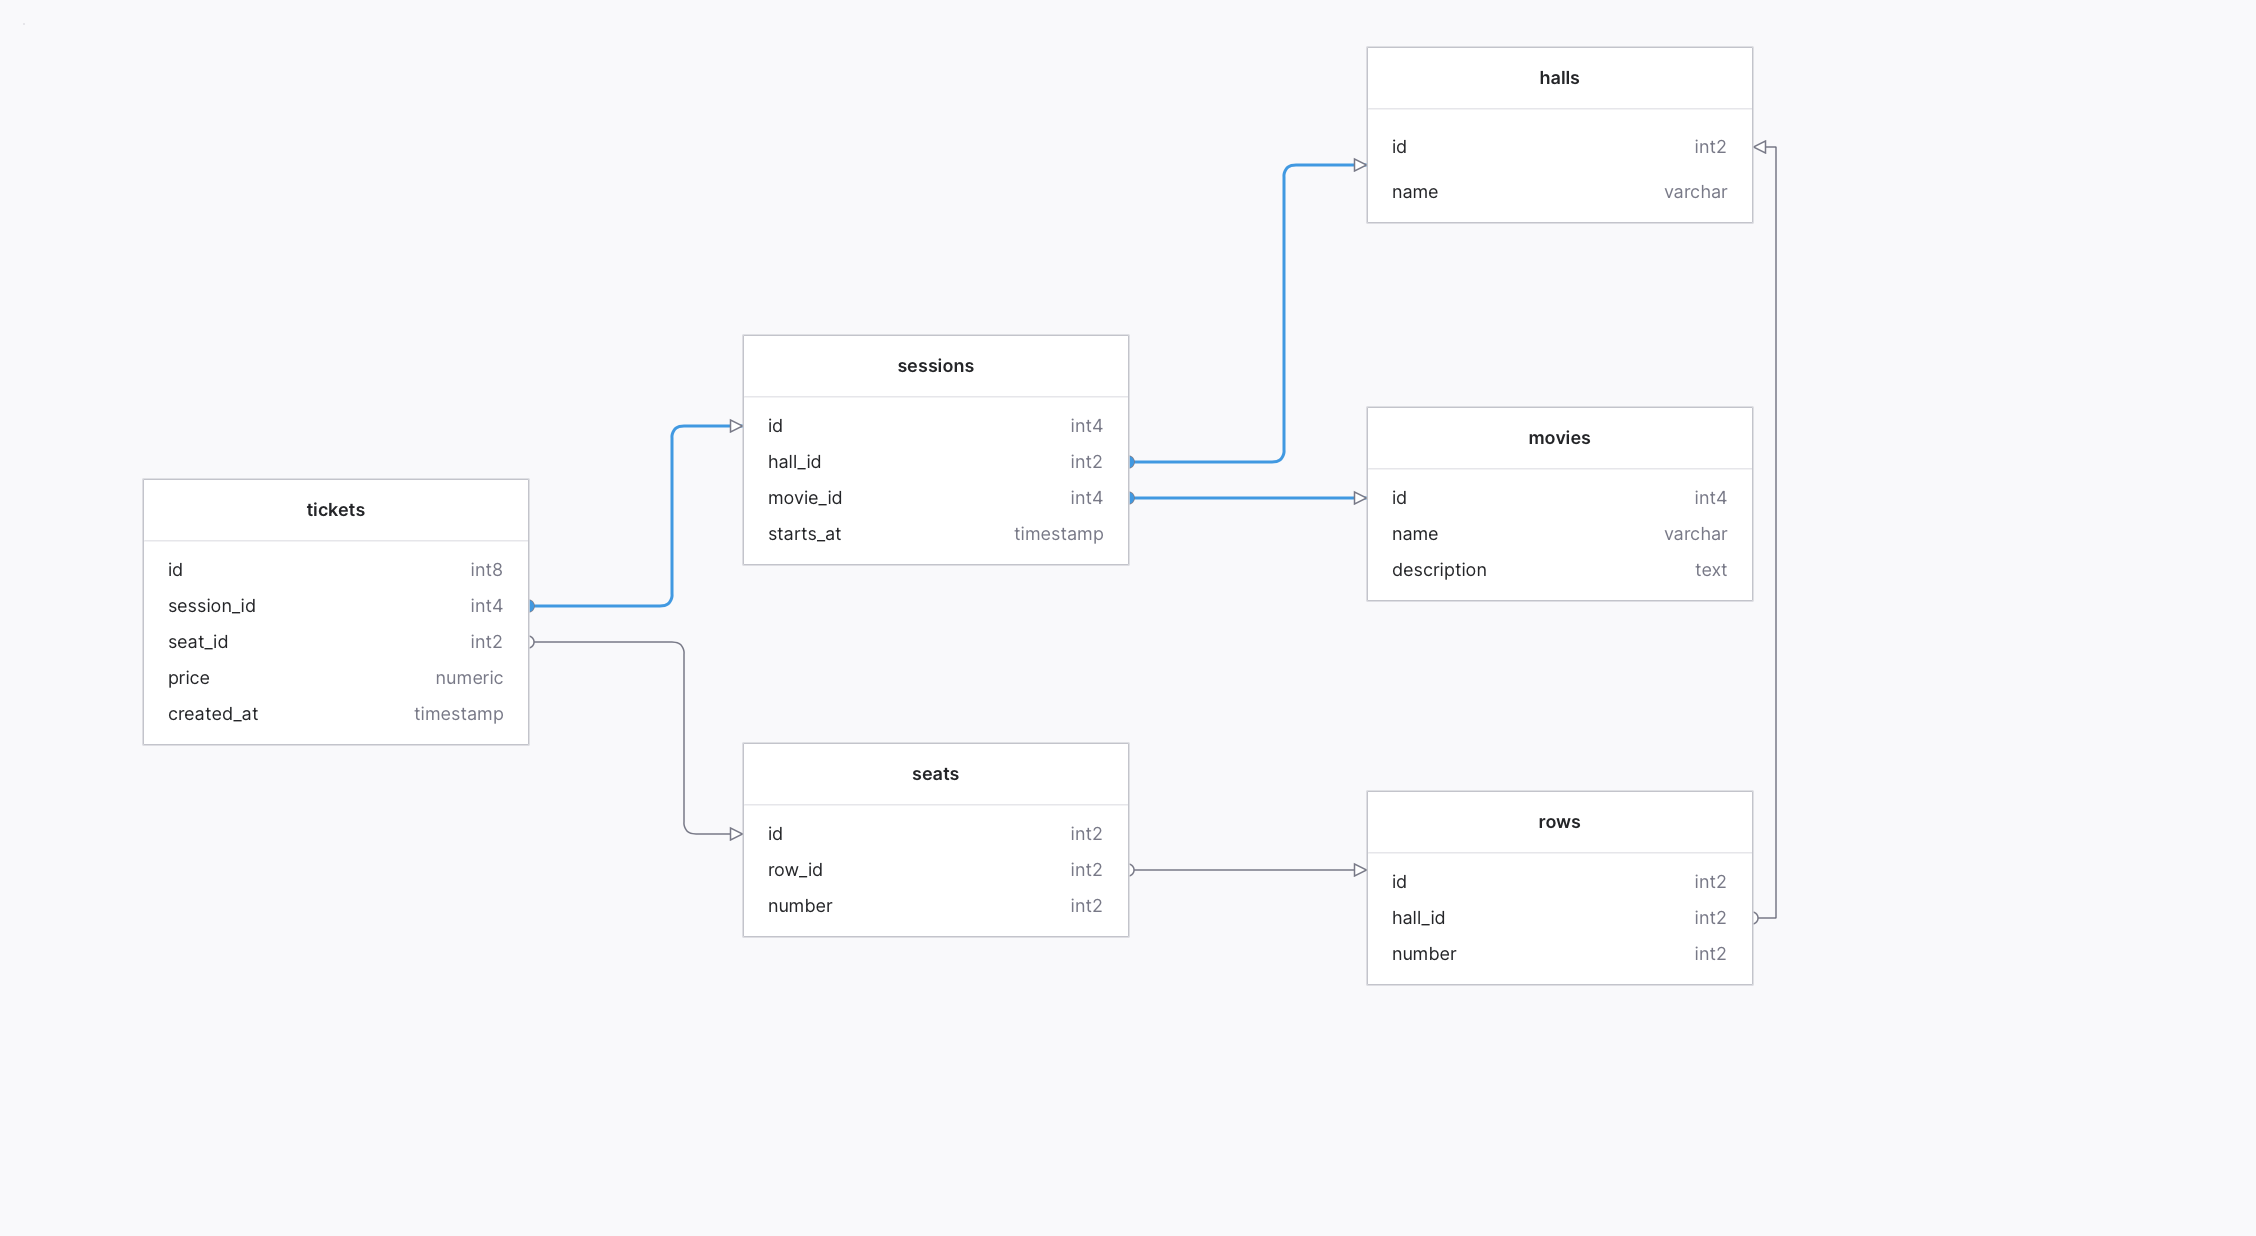 halls
id int2
name varchar
sessions
id int4
hall_id int2
movie_id int4
starts_at timestamp
movies
id int4
name varchar
description text
tickets
id int8
session_id int4
seat_id int2
price numeric
created_at timestamp
seats
id int2
row_id int2
number int2
rows
id int2
hall_id int2
number int2